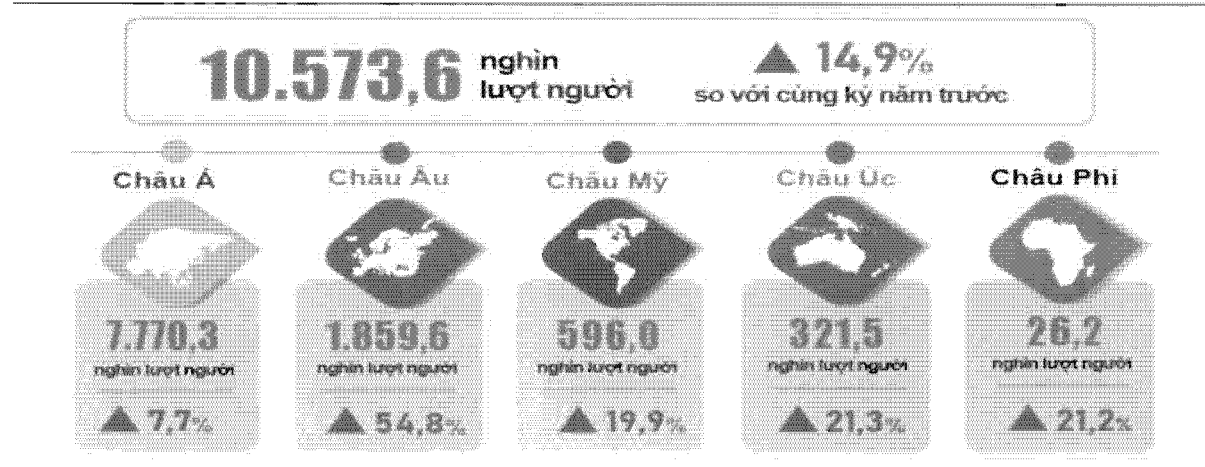 10.573,6 nghìn lượt người
▲ 14,9% so với cùng kỳ năm trước
Châu Á
7.770,3
nghìn lượt người
▲ 7,7%
Châu Âu
1.859,6
nghìn lượt người
▲ 54,8%
Châu Mỹ
596,0
nghìn lượt người
▲ 19,9%
Châu Úc
321,5
nghìn lượt người
▲ 21,3%
Châu Phi
26,2
nghìn lượt người
▲ 21,2%